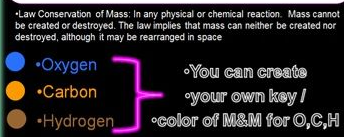 •Law Conservation of Mass: In any physical or chemical reaction.  Mass cannot
be created or destroyed. The law implies that mass can neither be created nor
destroyed, although it may be rearranged in space
•Oxygen
•Carbon
•Hydrogen
•You can create
•your own key /
•color of M&M for O,C,H